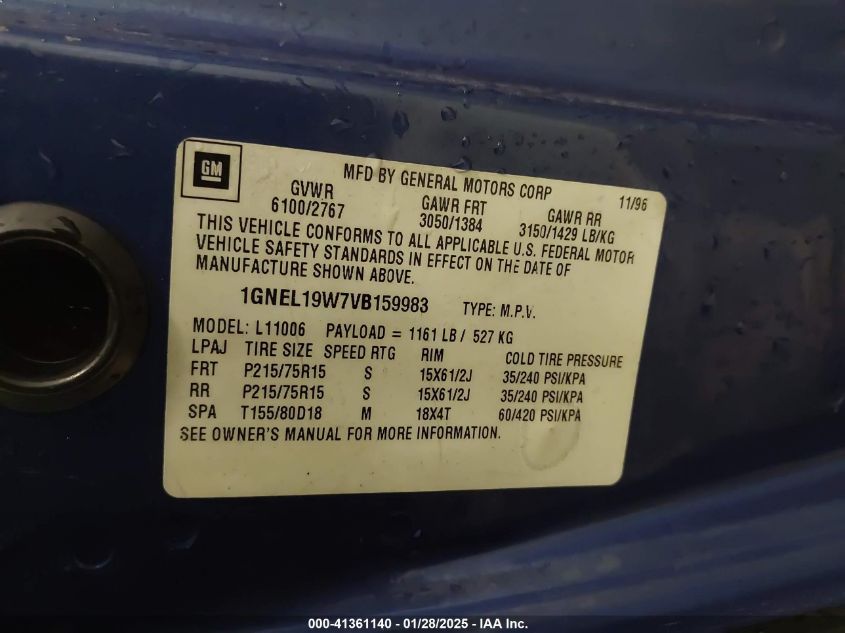 GM
MFD BY GENERAL MOTORS CORP 11/96
GVWR GAWR FRT GAWR RR
6100/2767 3050/1384 3150/1429 LB/KG
THIS VEHICLE CONFORMS TO ALL APPLICABLE U.S. FEDERAL MOTOR
VEHICLE SAFETY STANDARDS IN EFFECT ON THE DATE OF
MANUFACTURE SHOWN ABOVE.
1GNEL19W7VB159983 TYPE: M.P.V.
MODEL: L11006 PAYLOAD = 1161 LB / 527 KG
LPAJ TIRE SIZE SPEED RTG RIM COLD TIRE PRESSURE
FRT P215/75R15 S 15X61/2J 35/240 PSI/KPA
RR P215/75R15 S 15X61/2J 35/240 PSI/KPA
SPA T155/80D18 M 18X4T 60/420 PSI/KPA
SEE OWNER'S MANUAL FOR MORE INFORMATION.
000-41361140 - 01/28/2025 - IAA Inc.